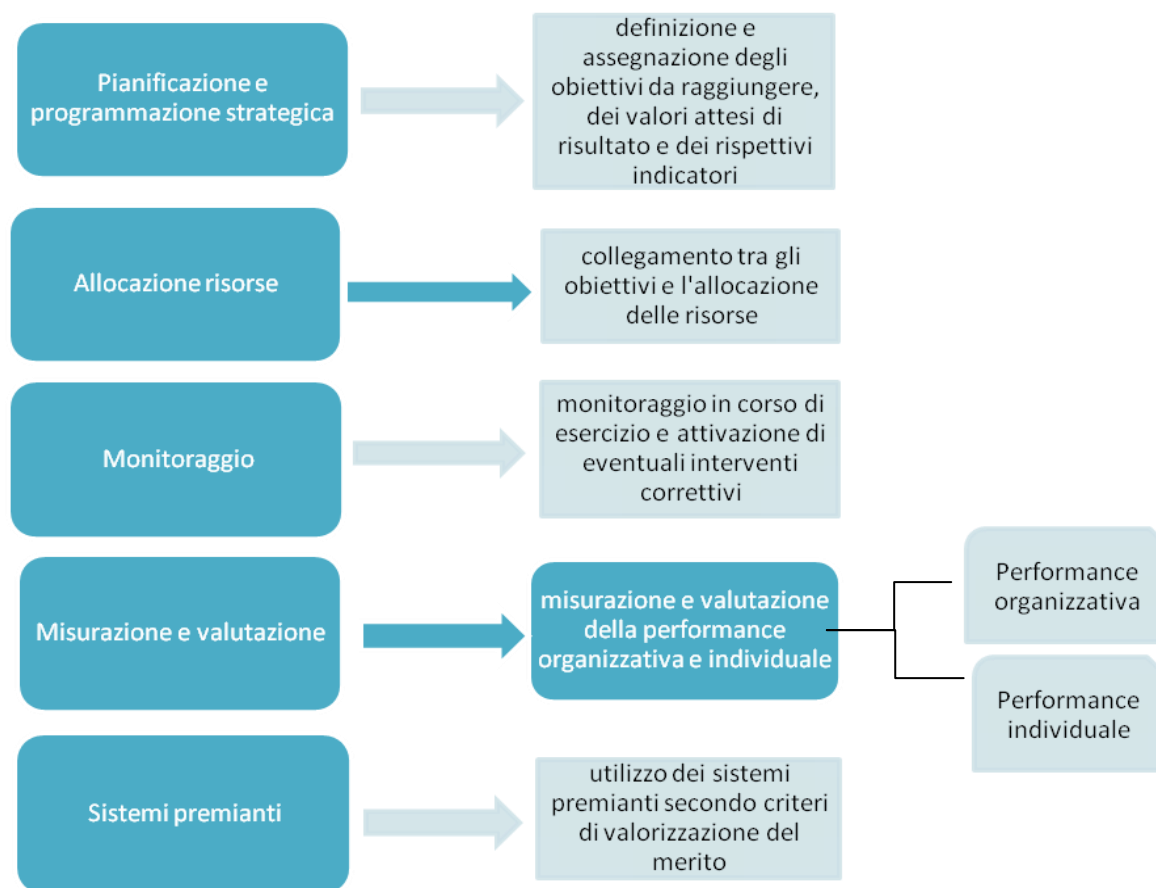 Pianificazione e
programmazione strategica
definizione e
assegnazione degli
obiettivi da raggiungere,
dei valori attesi di
risultato e dei rispettivi
indicatori
Allocazione risorse
collegamento tra gli
obiettivi e l'allocazione
delle risorse
Monitoraggio
monitoraggio in corso di
esercizio e attivazione di
eventuali interventi
correttivi
Misurazione e valutazione
misurazione e valutazione
della performance
organizzativa e individuale
Performance
organizzativa
Performance
individuale
Sistemi premianti
utilizzo dei sistemi
premianti secondo criteri
di valorizzazione del
merito